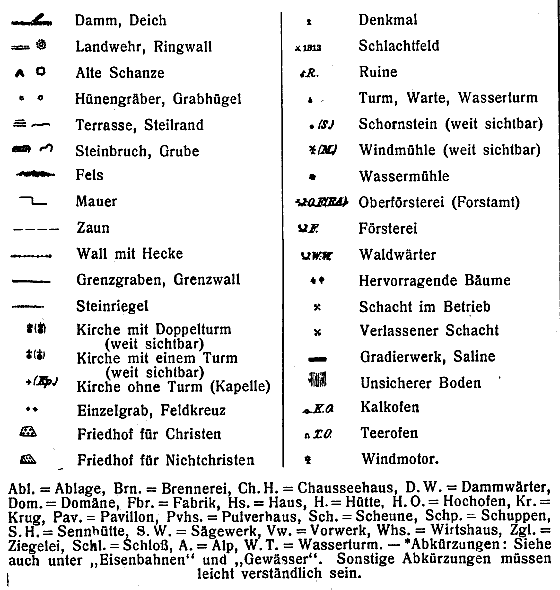 Damm, Deich
Landwehr, Ringwall
Alte Schanze
Hünengräber, Grabhügel
Terrasse, Steilrand
Steinbruch, Grube
Fels
Mauer
Zaun
Wall mit Hecke
Grenzgraben, Grenzwall
Steinriegel
Kirche mit Doppelturm
(weit sichtbar)
Kirche mit einem Turm
(weit sichtbar)
(Kp.) Kirche ohne Turm (Kapelle)
Einzelgrab, Feldkreuz
Friedhof für Christen
Friedhof für Nichtchristen
Denkmal
x 1813 Schlachtfeld
R. Ruine
Turm, Warte, Wasserturm
(S.) Schornstein (weit sichtbar)
(M.) Windmühle (weit sichtbar)
Wassermühle
Oberförsterei (Forstamt)
F. Försterei
W.W. Waldwärter
Hervorragende Bäume
Schacht im Betrieb
Verlassener Schacht
Gradierwerk, Saline
Unsicherer Boden
K.O. Kalkofen
T.O. Teerofen
Windmotor.
Abl. = Ablage, Brn. = Brennerei, Ch. H. = Chausseehaus, D. W. = Dammwärter,
Dom. = Domäne, Fbr. = Fabrik, Hs. = Haus, H. = Hütte, H. O. = Hochofen, Kr. =
Krug, Pav. = Pavillon, Pvhs. = Pulverhaus, Sch. = Scheune, Schp. = Schuppen,
S. H. = Sennhütte, S. W. = Sägewerk, Vw. = Vorwerk, Whs. = Wirtshaus, Zgl. =
Ziegelei, Schl. = Schloß, A. = Alp, W. T. = Wasserturm. — *Abkürzungen: Siehe
auch unter „Eisenbahnen“ und „Gewässer“. Sonstige Abkürzungen müssen
leicht verständlich sein.